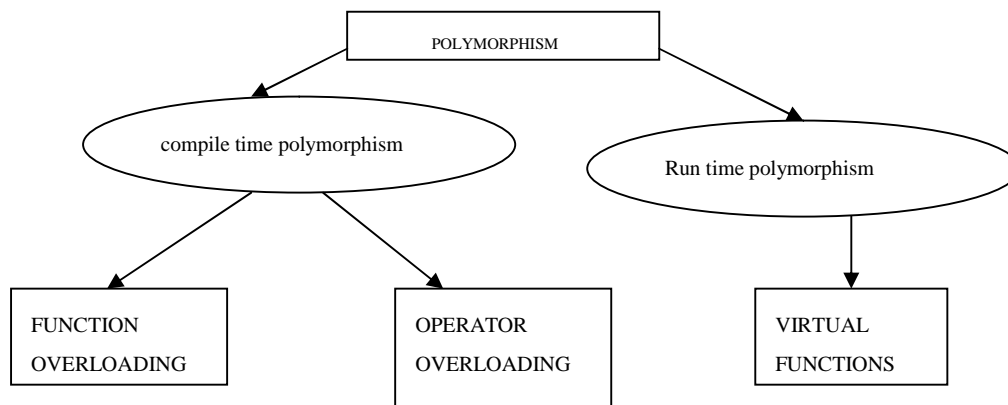 POLYMORPHISM
compile time polymorphism
Run time polymorphism
FUNCTION
OVERLOADING
OPERATOR
OVERLOADING
VIRTUAL
FUNCTIONS